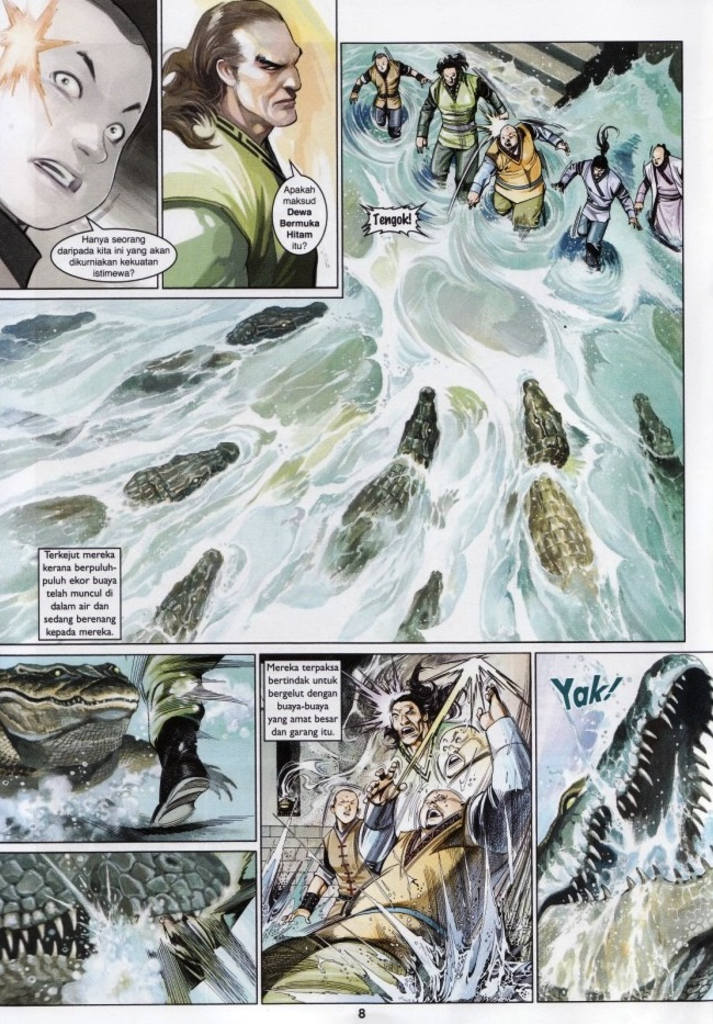 Hanya seorang
daripada kita ini yang akan
dikurniakan kekuatan
istimewa?
Apakah
maksud
Dewa
Bermuka
Hitam
itu?
Tengok!
Terkejut mereka
kerana berpuluh-
puluh ekor buaya
telah muncul di
dalam air dan
sedang berenang
kepada mereka.
Mereka terpaksa
bertindak untuk
bergelut dengan
buaya-buaya
yang amat besar
dan garang itu.
Yak!
8